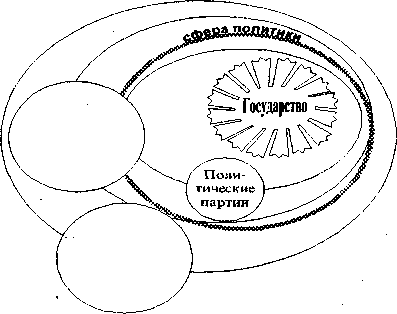 сфера политики
Государство
Поли-
тические
партии